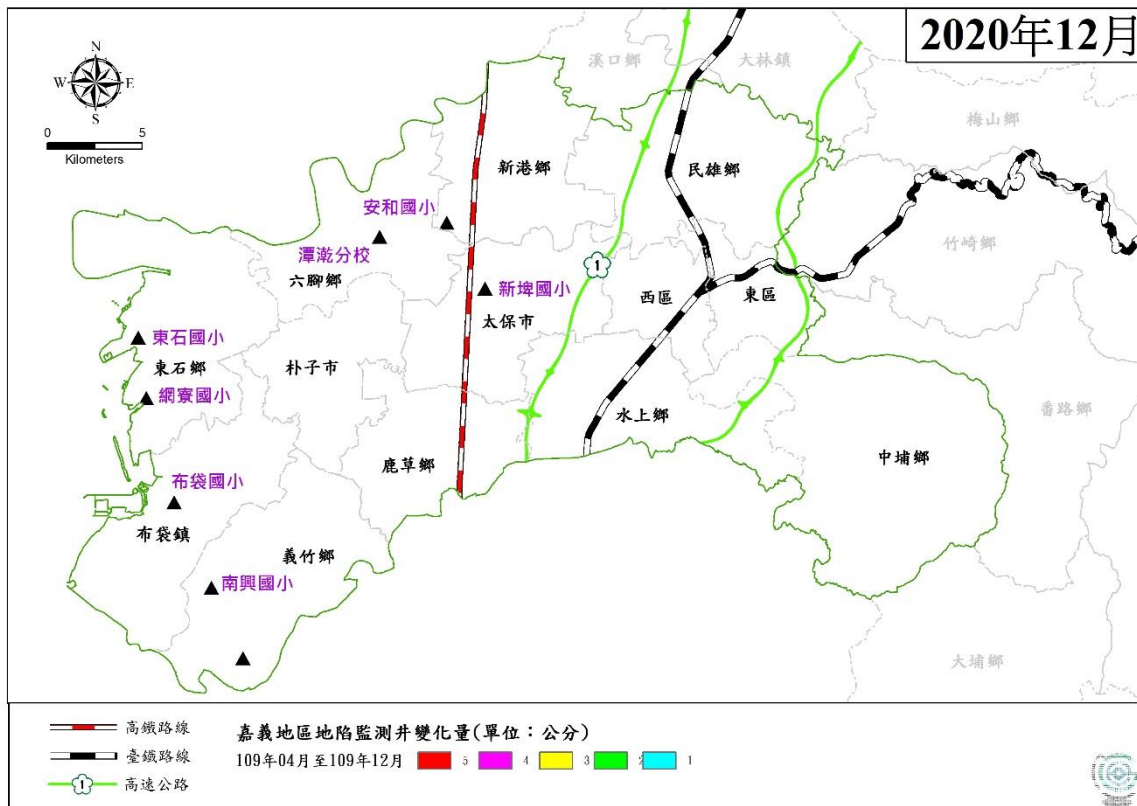 2020年12月
N
W
E
S
0
5
Kilometers
溪口鄉
大林鎮
梅山鄉
新港鄉
民雄鄉
安和國小
潭漧分校
六腳鄉
竹崎鄉
1
新埤國小
太保市
西區
東區
東石國小
東石鄉
朴子市
網寮國小
水上鄉
番路鄉
鹿草鄉
中埔鄉
布袋國小
布袋鎮
義竹鄉
南興國小
大埔鄉
高鐵路線
臺鐵路線
1 高速公路
嘉義地區地陷監測井變化量(單位：公分)
109年04月至109年12月 5 4 3 2 1